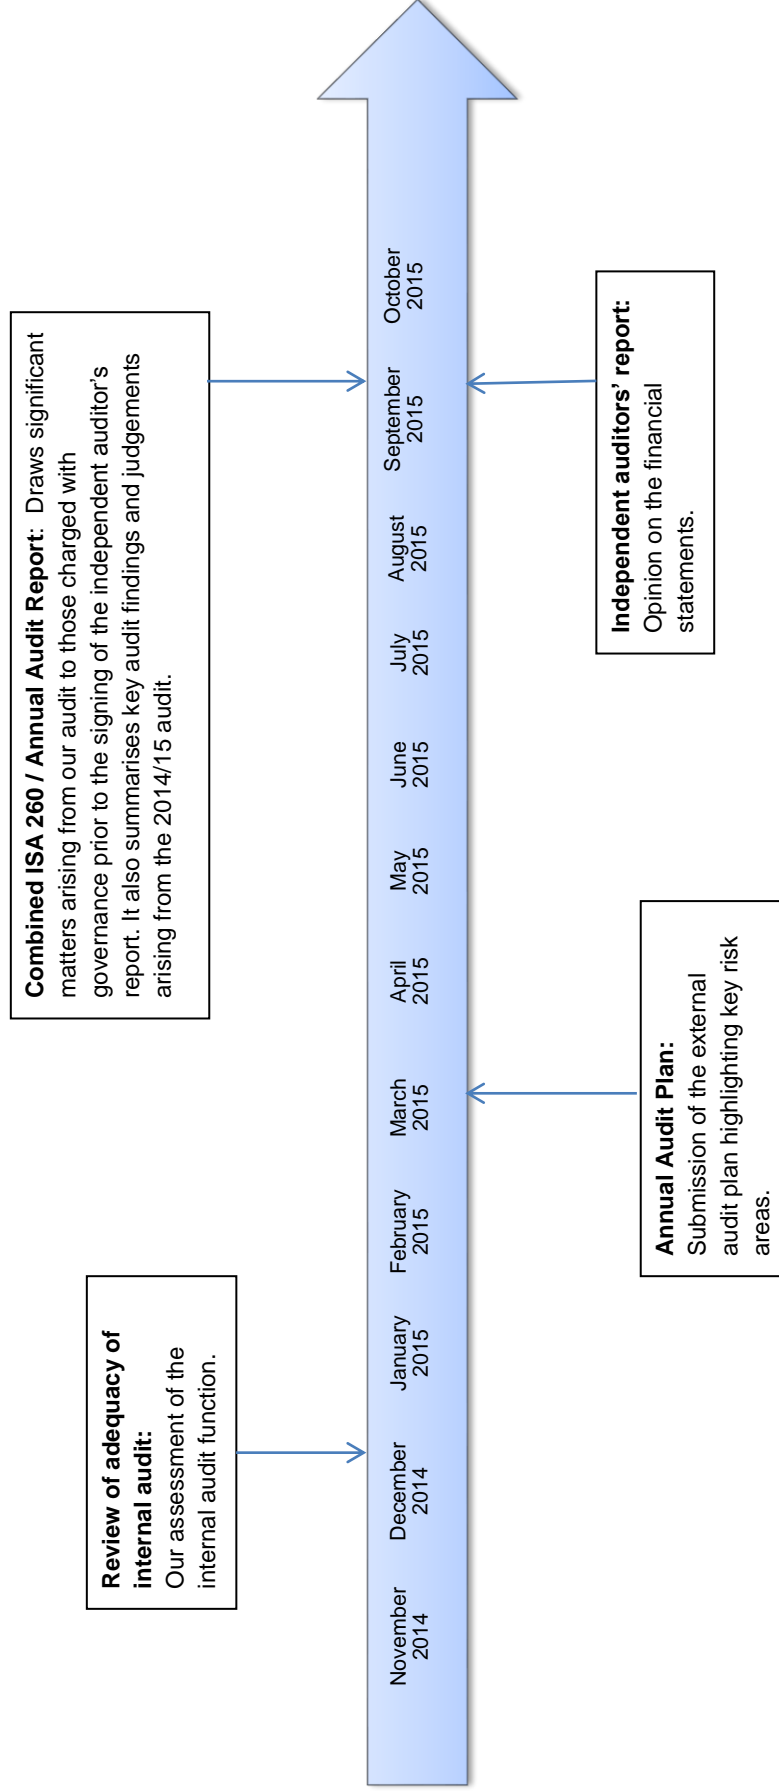 Combined ISA 260 / Annual Audit Report:  Draws significant
matters arising from our audit to those charged with
governance prior to the signing of the independent auditor's
report. It also summarises key audit findings and judgements
arising from the 2014/15 audit.
Review of adequacy of
internal audit:
Our assessment of the
internal audit function.
November
2014
December
2014
January
2015
February
2015
March
2015
April
2015
May
2015
June
2015
July
2015
August
2015
September
2015
October
2015
Annual Audit Plan:
Submission of the external
audit plan highlighting key risk
areas.
Independent auditors' report:
Opinion on the financial
statements.